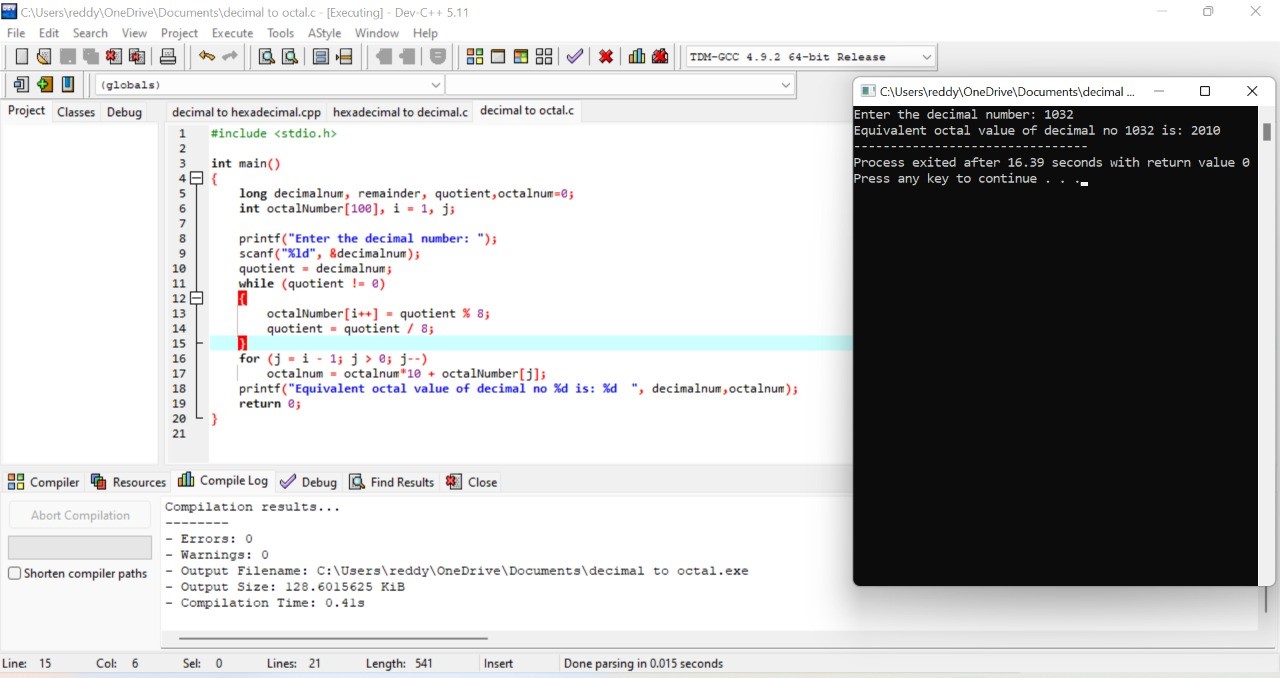 C:\Users\reddy\OneDrive\Documents\decimal to octal.c - [Executing] - Dev-C++ 5.11
File Edit Search View Project Execute Tools AStyle Window Help
TDM-GCC 4.9.2 64-bit Release
(globals)
Project Classes Debug
decimal to hexadecimal.cpp hexadecimal to decimal.c decimal to octal.c
1 #include <stdio.h>
2
3 int main()
4 {
5 long decimalnum, remainder, quotient,octalnum=0;
6 int octalNumber[100], i = 1, j;
7
8 printf("Enter the decimal number: ");
9 scanf("%ld", &decimalnum);
10 quotient = decimalnum;
11 while (quotient != 0)
12 {
13 octalNumber[i++] = quotient % 8;
14 quotient = quotient / 8;
15 }
16 for (j = i - 1; j > 0; j--)
17 octalnum = octalnum*10 + octalNumber[j];
18 printf("Equivalent octal value of decimal no %d is: %d  ", decimalnum,octalnum);
19 return 0;
20 }
21
C:\Users\reddy\OneDrive\Documents\decimal ...
Enter the decimal number: 1032
Equivalent octal value of decimal no 1032 is: 2010
--------------------------------
Process exited after 16.39 seconds with return value 0
Press any key to continue . . .
Compiler Resources Compile Log Debug Find Results Close
Abort Compilation
Shorten compiler paths
Compilation results...
--------
- Errors: 0
- Warnings: 0
- Output Filename: C:\Users\reddy\OneDrive\Documents\decimal to octal.exe
- Output Size: 128.6015625 KiB
- Compilation Time: 0.41s
Line: 15 Col: 6 Sel: 0 Lines: 21 Length: 541 Insert Done parsing in 0.015 seconds